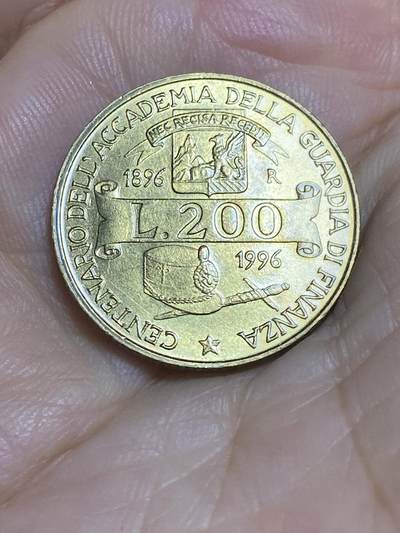 CENTENARIO DELL'ACCADEMIA DELLA GUARDIA DI FINANZA
NEC RECISA RECEDIT
1896 R
L.200
1996